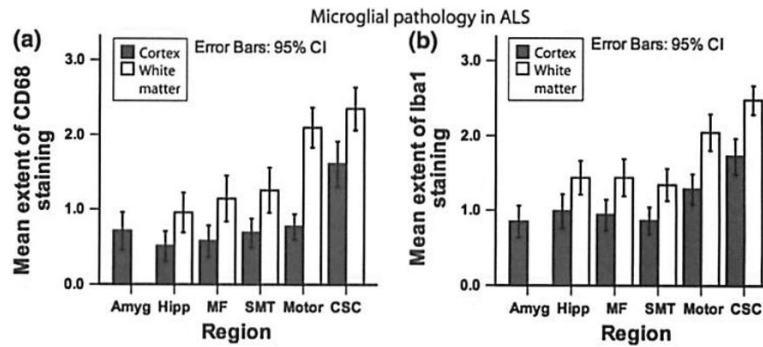 Microglial pathology in ALS
(a)
Error Bars: 95% CI
Cortex
White
matter
Mean extent of CD68
staining
3.0
2.0
1.0
0.0
Amyg Hipp MF SMT Motor CSC
Region
(b)
Error Bars: 95% CI
Cortex
White
matter
Mean extent of Iba1
staining
3.0
2.0
1.0
0.0
Amyg Hipp MF SMT Motor CSC
Region